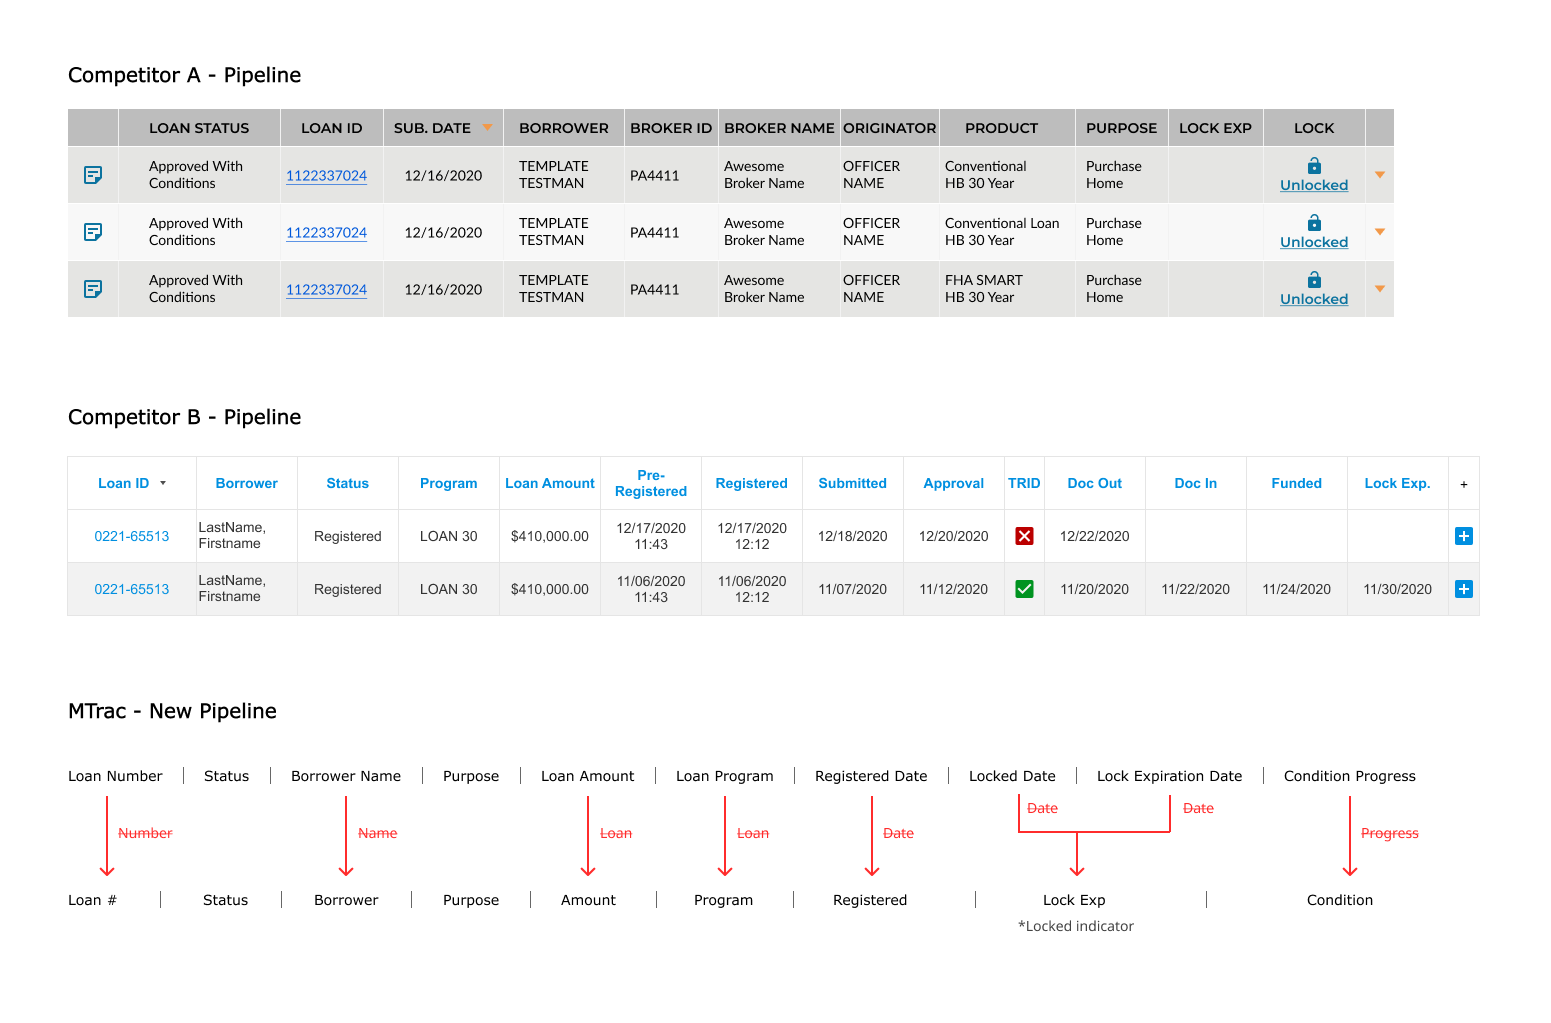 Competitor A - Pipeline
LOAN STATUS LOAN ID SUB. DATE BORROWER BROKER ID BROKER NAME ORIGINATOR PRODUCT PURPOSE LOCK EXP LOCK
Approved With Conditions 1122337024 12/16/2020 TEMPLATE TESTMAN PA4411 Awesome Broker Name OFFICER NAME Conventional HB 30 Year Purchase Home Unlocked
Approved With Conditions 1122337024 12/16/2020 TEMPLATE TESTMAN PA4411 Awesome Broker Name OFFICER NAME Conventional Loan HB 30 Year Purchase Home Unlocked
Approved With Conditions 1122337024 12/16/2020 TEMPLATE TESTMAN PA4411 Awesome Broker Name OFFICER NAME FHA SMART HB 30 Year Purchase Home Unlocked
Competitor B - Pipeline
Loan ID Borrower Status Program Loan Amount Pre-Registered Registered Submitted Approval TRID Doc Out Doc In Funded Lock Exp. +
0221-65513 LastName, Firstname Registered LOAN 30 $410,000.00 12/17/2020 11:43 12/17/2020 12:12 12/18/2020 12/20/2020 12/22/2020
0221-65513 LastName, Firstname Registered LOAN 30 $410,000.00 11/06/2020 11:43 11/06/2020 12:12 11/07/2020 11/12/2020 11/20/2020 11/22/2020 11/24/2020 11/30/2020
MTrac - New Pipeline
Loan Number | Status | Borrower Name | Purpose | Loan Amount | Loan Program | Registered Date | Locked Date | Lock Expiration Date | Condition Progress
Date Date
Number Name Loan Loan Date Progress
Loan # | Status | Borrower | Purpose | Amount | Program | Registered | Lock Exp | Condition
*Locked indicator